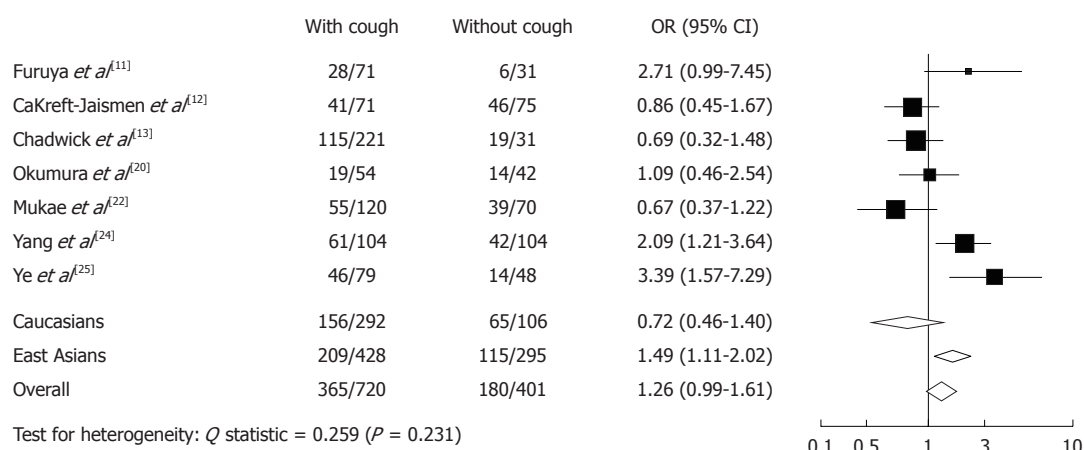 With cough Without cough OR (95% CI)
Furuya et al[11] 28/71 6/31 2.71 (0.99-7.45)
CaKreft-Jaismen et al[12] 41/71 46/75 0.86 (0.45-1.67)
Chadwick et al[13] 115/221 19/31 0.69 (0.32-1.48)
Okumura et al[20] 19/54 14/42 1.09 (0.46-2.54)
Mukae et al[22] 55/120 39/70 0.67 (0.37-1.22)
Yang et al[24] 61/104 42/104 2.09 (1.21-3.64)
Ye et al[25] 46/79 14/48 3.39 (1.57-7.29)
Caucasians 156/292 65/106 0.72 (0.46-1.40)
East Asians 209/428 115/295 1.49 (1.11-2.02)
Overall 365/720 180/401 1.26 (0.99-1.61)
Test for heterogeneity: Q statistic = 0.259 (P = 0.231)
0.1 0.5 1 3 10